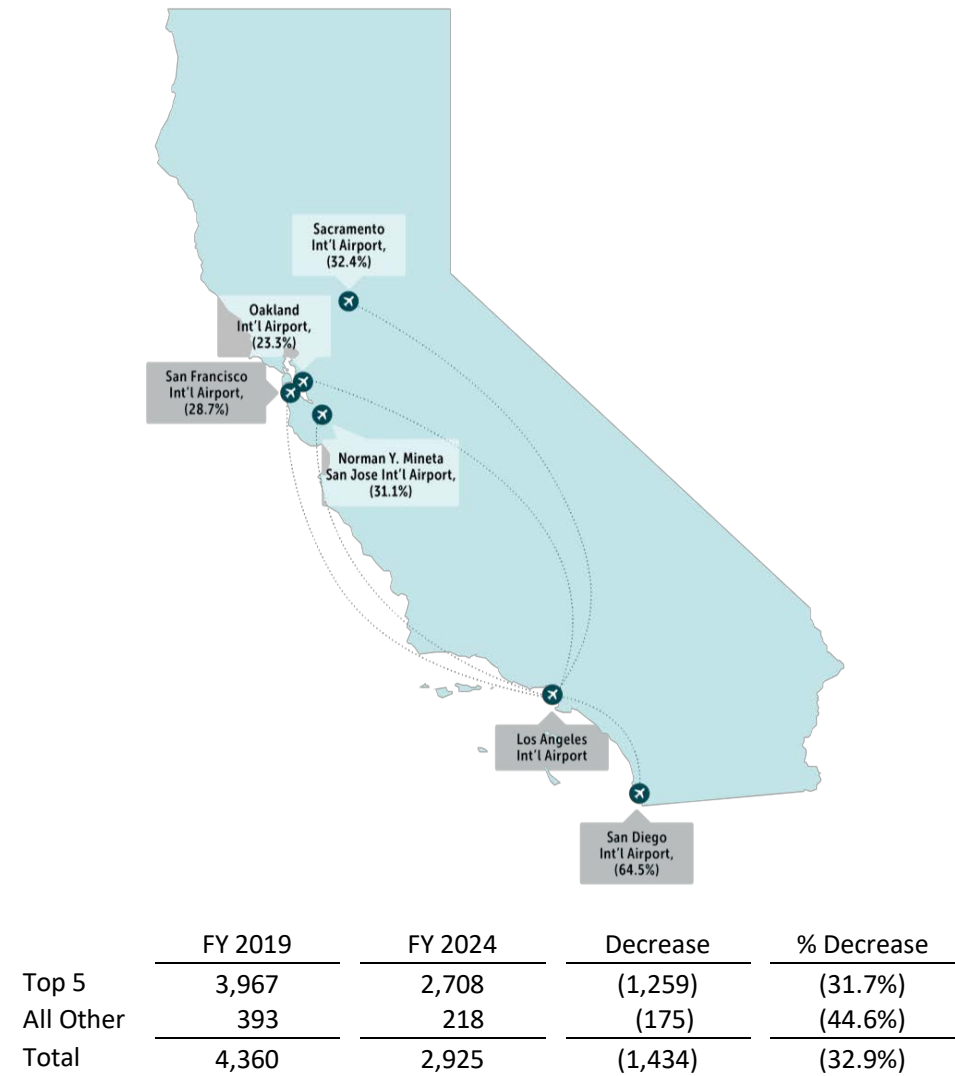 Sacramento
Int'l Airport,
(32.4%)
Oakland
Int'l Airport,
(23.3%)
San Francisco
Int'l Airport,
(28.7%)
Norman Y. Mineta
San Jose Int'l Airport,
(31.1%)
Los Angeles
Int'l Airport
San Diego
Int'l Airport,
(64.5%)
FY 2019 FY 2024 Decrease % Decrease
Top 5 3,967 2,708 (1,259) (31.7%)
All Other 393 218 (175) (44.6%)
Total 4,360 2,925 (1,434) (32.9%)